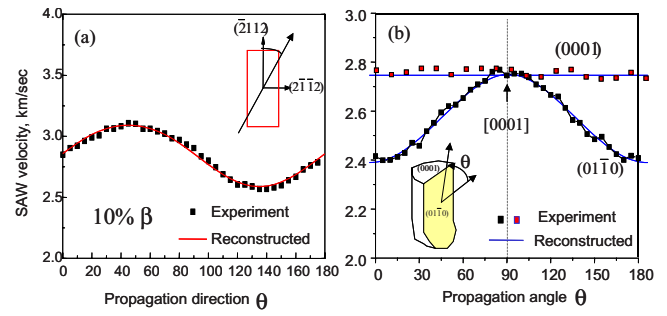 (a)
(2̄112)
(21̄1̄2)
SAW velocity, km/sec
4.0
3.5
3.0
2.5
2.0
10% β
Experiment
Reconstructed
0 20 40 60 80 100 120 140 160 180
Propagation direction θ
(b)
3.0
2.8
2.6
2.4
2.2
2.0
(0001)
[0001]
(011̄0)
θ
(0001)
(011̄0)
Experiment
Reconstructed
0 30 60 90 120 150 180
Propagation angle θ